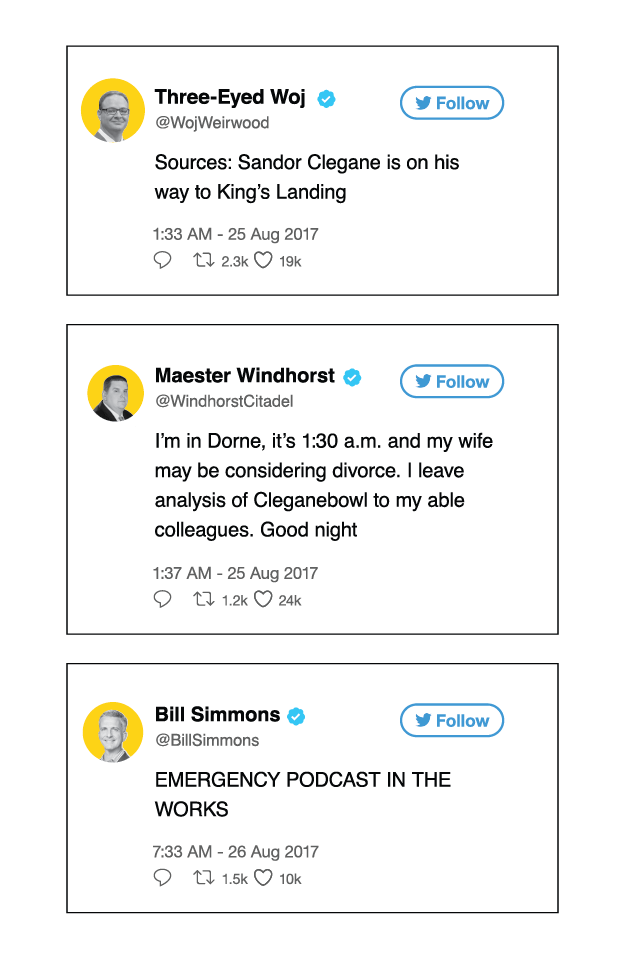 Three-Eyed Woj
Follow
@WojWeirwood
Sources: Sandor Clegane is on his
way to King’s Landing
1:33 AM - 25 Aug 2017
2.3k 19k
Maester Windhorst
Follow
@WindhorstCitadel
I’m in Dorne, it’s 1:30 a.m. and my wife
may be considering divorce. I leave
analysis of Cleganebowl to my able
colleagues. Good night
1:37 AM - 25 Aug 2017
1.2k 24k
Bill Simmons
Follow
@BillSimmons
EMERGENCY PODCAST IN THE
WORKS
7:33 AM - 26 Aug 2017
1.5k 10k